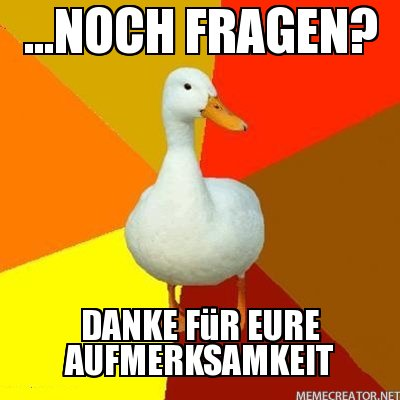 ...NOCH FRAGEN?
DANKE FüR EURE
AUFMERKSAMKEIT
MEMECREATOR.NET